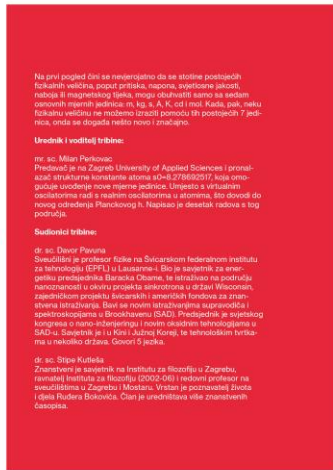 Na prvi pogled čini se nevjerojatno da se stotine postojećih
fizikalnih veličina, poput pritiska, napona, svjetlosne jakosti,
naboja ili magnetskog tijeka, mogu obuhvatiti samo sa sedam
osnovnih mjernih jedinica: m, kg, s, A, K, cd i mol. Kada, pak, neku
fizikalnu veličinu ne možemo izraziti pomoću tih postojećih 7 jedi-
nica, onda se događa nešto novo i značajno.
Urednik i voditelj tribine:
mr. sc. Milan Perkovac
Predavač je na Zagreb University of Applied Sciences i pronal-
azač strukturne konstante atoma s0=8.278692517, koja omo-
gućuje uvođenje nove mjerne jedinice. Umjesto s virtualnim
oscilatorima radi s realnim oscilatorima u atomima, što dovodi do
novog određenja Planckovog h. Napisao je desetak radova s tog
područja.
Sudionici tribine:
dr. sc. Davor Pavuna
Sveučilišni je profesor fizike na Švicarskom federalnom institutu
za tehnologiju (EPFL) u Lausanne-i. Bio je savjetnik za ener-
getiku predsjednika Baracka Obame, te istraživao na području
nanoznanosti u okviru projekta sinkrotrona u državi Wisconsin,
zajedničkom projektu švicarskih i američkih fondova za znan-
stvena istraživanja. Bavi se novim istraživanjima supravodiča i
spektroskopijama u Brookhavenu (SAD). Predsjednik je svjetskog
kongresa o nano-inženjeringu i novim oksidnim tehnologijama u
SAD-u. Savjetnik je i u Kini i Južnoj Koreji, te tehnološkim tvrtka-
ma u nekoliko država. Govori 5 jezika.
dr. sc. Stipe Kutleša
Znanstveni je savjetnik na Institutu za filozofiju u Zagrebu,
ravnatelj Instituta za filozofiju (2002-06) i redovni profesor na
sveučilištima u Zagrebu i Mostaru. Vrstan je poznavatelj života
i djela Ruđera Boškovića. Član je uredništava više znanstvenih
časopisa.